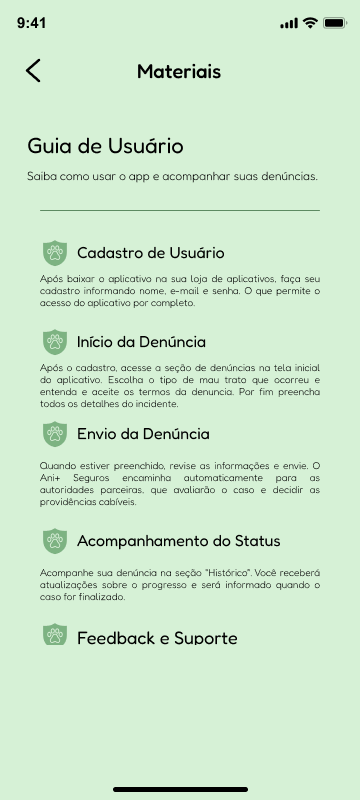 9:41
Materiais
Guia de Usuário
Saiba como usar o app e acompanhar suas denúncias.
Cadastro de Usuário
Após baixar o aplicativo na sua loja de aplicativos, faça seu
cadastro informando nome, e-mail e senha. O que permite o
acesso do aplicativo por completo.
Início da Denúncia
Após o cadastro, acesse a seção de denúncias na tela inicial
do aplicativo. Escolha o tipo de mau trato que ocorreu e
entenda e aceite os termos da denuncia. Por fim preencha
todos os detalhes do incidente.
Envio da Denúncia
Quando estiver preenchido, revise as informações e envie. O
Ani+ Seguros encaminha automaticamente para as
autoridades parceiras, que avaliarão o caso e decidir as
providências cabíveis.
Acompanhamento do Status
Acompanhe sua denúncia na seção "Histórico". Você receberá
atualizações sobre o progresso e será informado quando o
caso for finalizado.
Feedback e Suporte